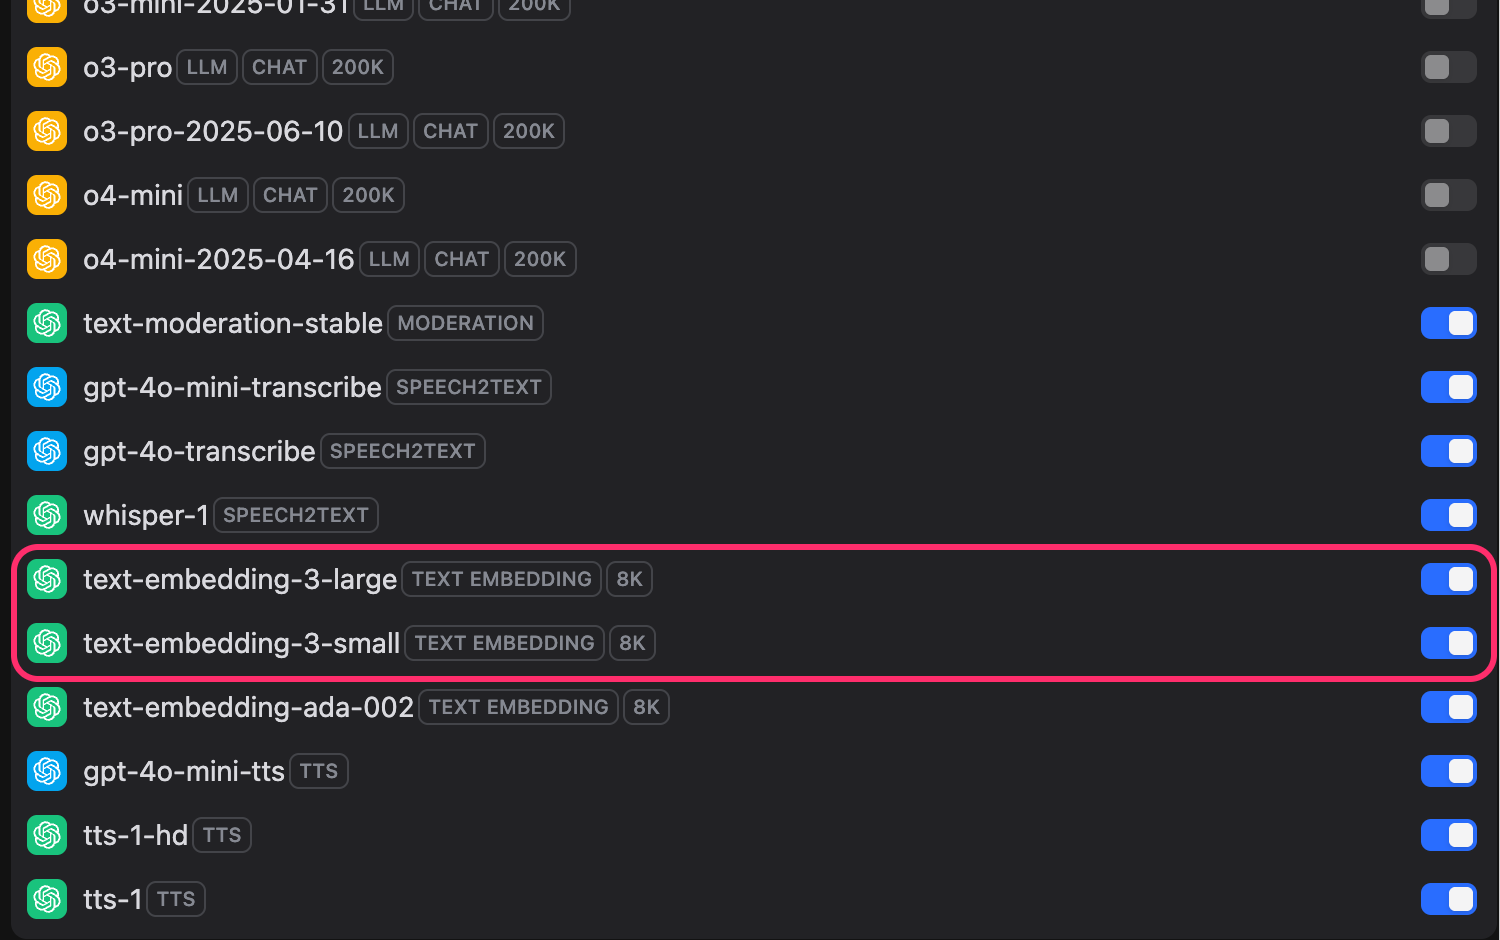 o3-mini-2025-01-31 LLM CHAT 200K
o3-pro LLM CHAT 200K
o3-pro-2025-06-10 LLM CHAT 200K
o4-mini LLM CHAT 200K
o4-mini-2025-04-16 LLM CHAT 200K
text-moderation-stable MODERATION
gpt-4o-mini-transcribe SPEECH2TEXT
gpt-4o-transcribe SPEECH2TEXT
whisper-1 SPEECH2TEXT
text-embedding-3-large TEXT EMBEDDING 8K
text-embedding-3-small TEXT EMBEDDING 8K
text-embedding-ada-002 TEXT EMBEDDING 8K
gpt-4o-mini-tts TTS
tts-1-hd TTS
tts-1 TTS